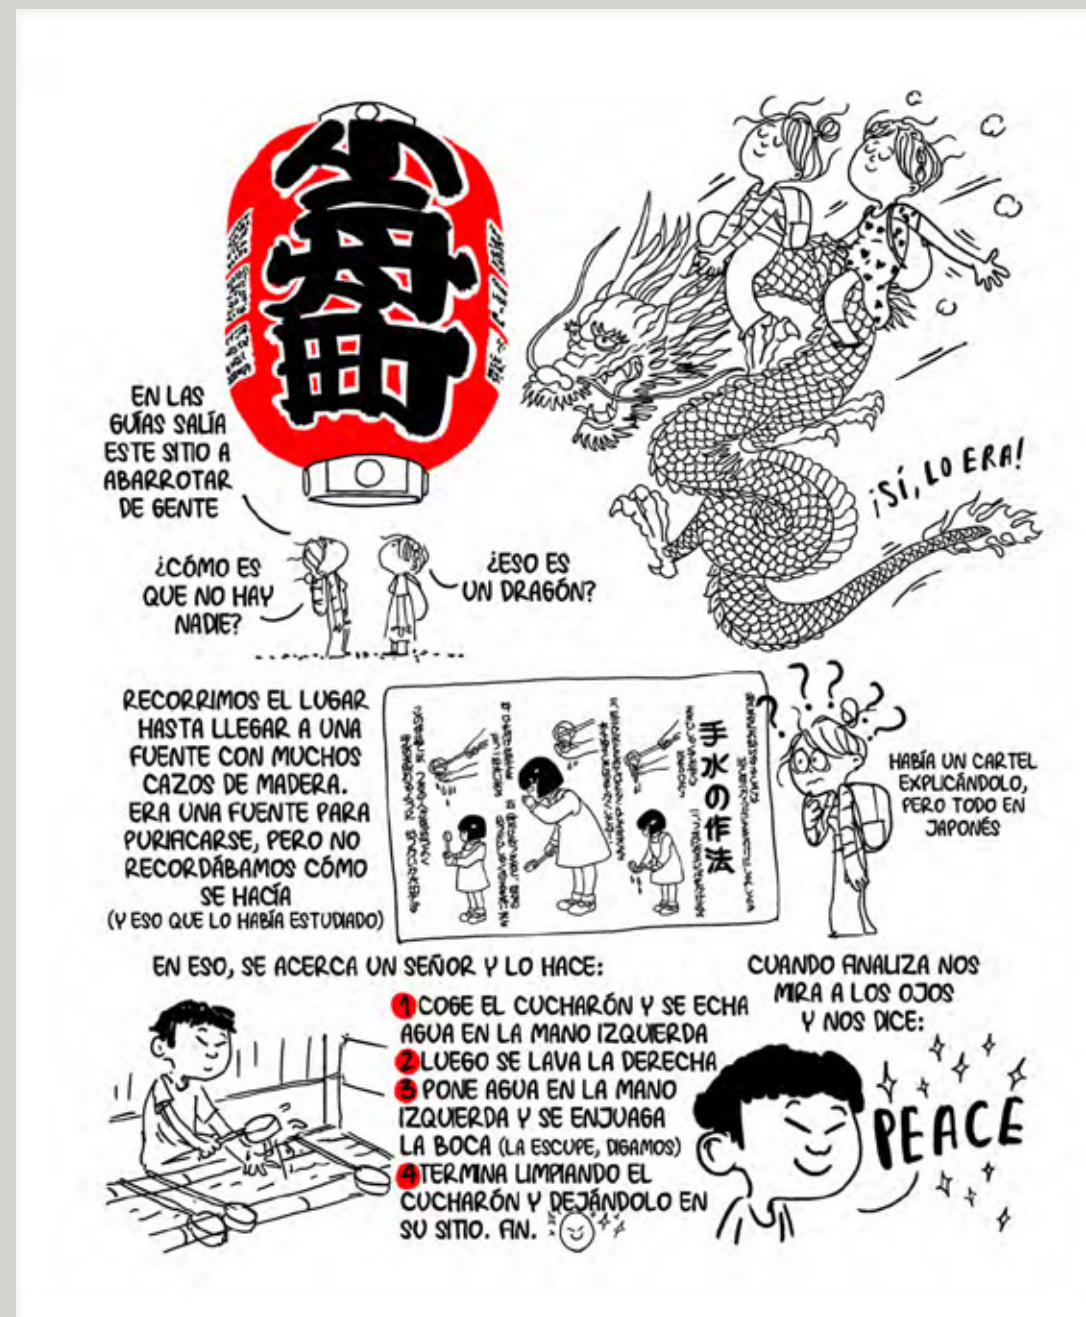 小舟町
EN LAS
GUÍAS SALÍA
ESTE SITIO A
ABARROTAR
DE GENTE
¿CÓMO ES
QUE NO HAY
NADIE?
¿ESO ES
UN DRAGÓN?
¡SÍ, LO ERA!
RECORRIMOS EL LUGAR
HASTA LLEGAR A UNA
FUENTE CON MUCHOS
CAZOS DE MADERA.
ERA UNA FUENTE PARA
PURIFICARSE, PERO NO
RECORDÁBAMOS CÓMO
SE HACÍA
(Y ESO QUE LO HABÍA ESTUDIADO)
手水の作法
? ? ? ? ?
HABÍA UN CARTEL
EXPLICÁNDOLO,
PERO TODO EN
JAPONÉS
EN ESO, SE ACERCA UN SEÑOR Y LO HACE:
1 COGE EL CUCHARÓN Y SE ECHA
AGUA EN LA MANO IZQUIERDA
2 LUEGO SE LAVA LA DERECHA
3 PONE AGUA EN LA MANO
IZQUIERDA Y SE ENJUAGA
LA BOCA (LA ESCUPE, DIGAMOS)
4 TERMINA LIMPIANDO EL
CUCHARÓN Y DEJÁNDOLO EN
SU SITIO. FIN.
CUANDO FINALIZA NOS
MIRA A LOS OJOS
Y NOS DICE:
PEACE